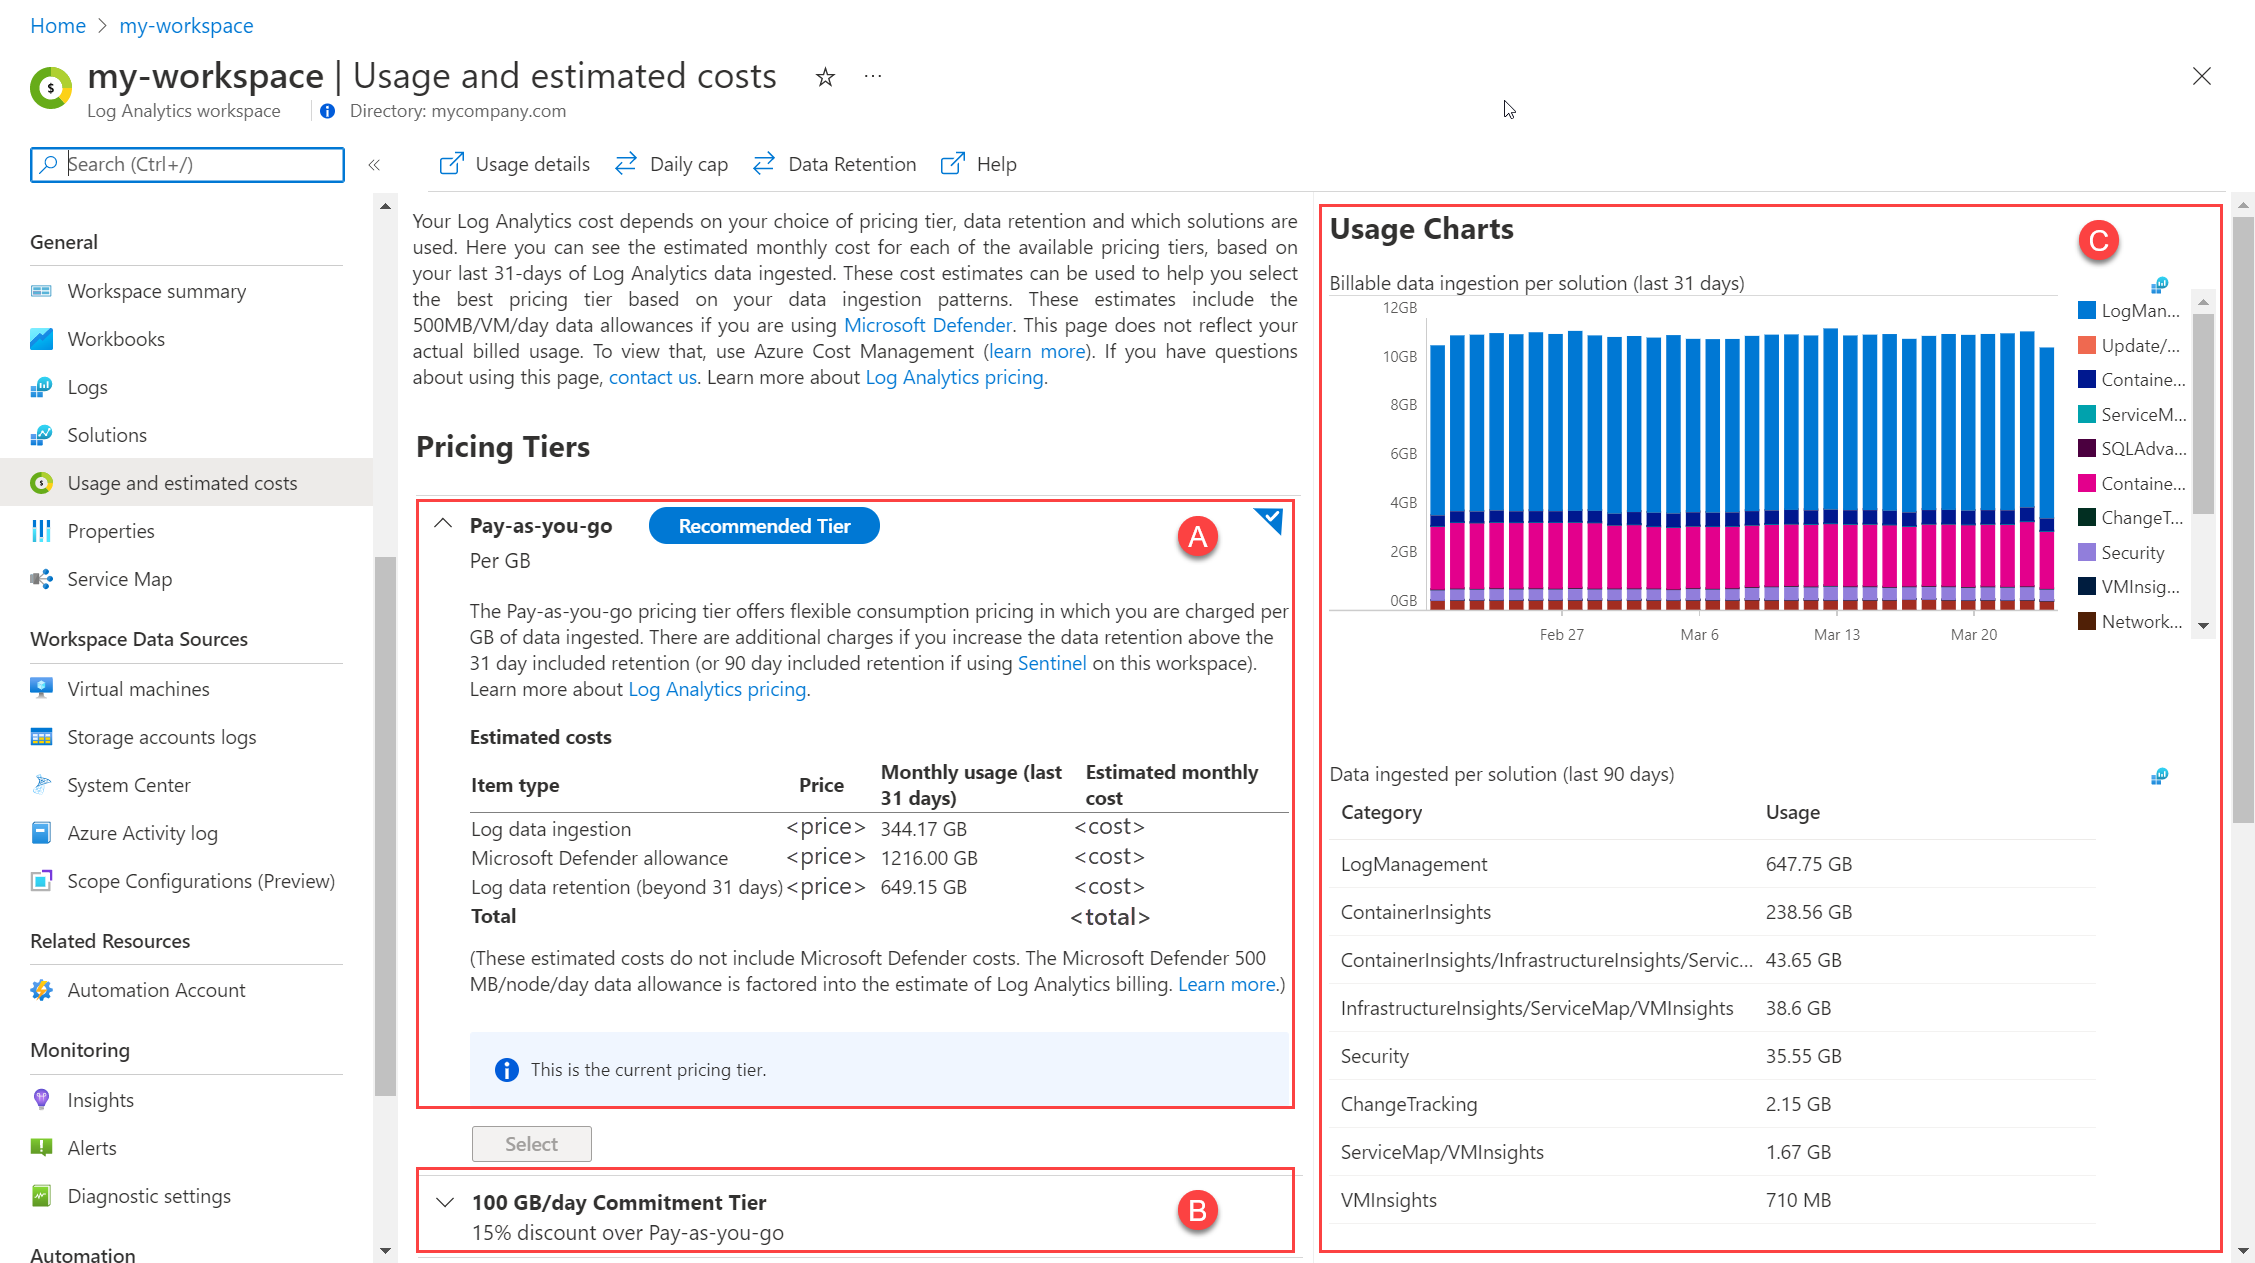 Home > my-workspace
my-workspace | Usage and estimated costs
Log Analytics workspace
Directory: mycompany.com
Search (Ctrl+/)
Usage details
Daily cap
Data Retention
Help
General
Workspace summary
Workbooks
Logs
Solutions
Usage and estimated costs
Properties
Service Map
Workspace Data Sources
Virtual machines
Storage accounts logs
System Center
Azure Activity log
Scope Configurations (Preview)
Related Resources
Automation Account
Monitoring
Insights
Alerts
Diagnostic settings
Automation
Your Log Analytics cost depends on your choice of pricing tier, data retention and which solutions are
used. Here you can see the estimated monthly cost for each of the available pricing tiers, based on
your last 31-days of Log Analytics data ingested. These cost estimates can be used to help you select
the best pricing tier based on your data ingestion patterns. These estimates include the
500MB/VM/day data allowances if you are using Microsoft Defender. This page does not reflect your
actual billed usage. To view that, use Azure Cost Management (learn more). If you have questions
about using this page, contact us. Learn more about Log Analytics pricing.
Pricing Tiers
Pay-as-you-go
Recommended Tier
A
Per GB
The Pay-as-you-go pricing tier offers flexible consumption pricing in which you are charged per
GB of data ingested. There are additional charges if you increase the data retention above the
31 day included retention (or 90 day included retention if using Sentinel on this workspace).
Learn more about Log Analytics pricing.
Estimated costs
Item type Price Monthly usage (last 31 days) Estimated monthly cost
Log data ingestion <price> 344.17 GB <cost>
Microsoft Defender allowance <price> 1216.00 GB <cost>
Log data retention (beyond 31 days) <price> 649.15 GB <cost>
Total <total>
(These estimated costs do not include Microsoft Defender costs. The Microsoft Defender 500
MB/node/day data allowance is factored into the estimate of Log Analytics billing. Learn more.)
This is the current pricing tier.
Select
100 GB/day Commitment Tier
15% discount over Pay-as-you-go
B
Usage Charts
C
Billable data ingestion per solution (last 31 days)
12GB
10GB
8GB
6GB
4GB
2GB
0GB
Feb 27
Mar 6
Mar 13
Mar 20
LogMan...
Update/...
Containe...
ServiceM...
SQLAdva...
Containe...
ChangeT...
Security
VMInsig...
Network...
Data ingested per solution (last 90 days)
Category Usage
LogManagement 647.75 GB
ContainerInsights 238.56 GB
ContainerInsights/InfrastructureInsights/Servic... 43.65 GB
InfrastructureInsights/ServiceMap/VMInsights 38.6 GB
Security 35.55 GB
ChangeTracking 2.15 GB
ServiceMap/VMInsights 1.67 GB
VMInsights 710 MB